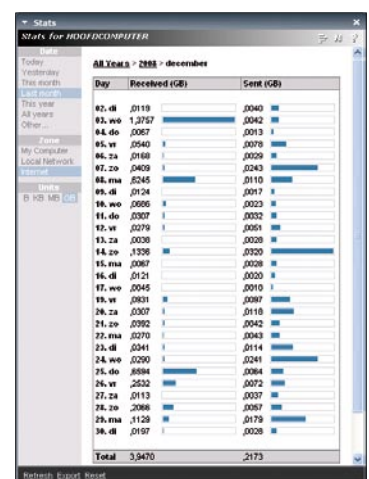 Stats
Stats for HOOFDCOMPUTER
Date
Today
Yesterday
This month
Last month
This year
All years
Other...
Zone
My Computer
Local Network
Internet
Units
B KB MB GB
All Years > 2008 > december
Day Received (GB) Sent (GB)
02. di ,0119 ,0040
03. wo 1,3757 ,0042
04. do ,0067 ,0013
05. vr ,0540 ,0078
06. za ,0168 ,0029
07. zo ,0409 ,0243
08. ma ,6245 ,0110
09. di ,0124 ,0017
10. wo ,0686 ,0023
11. do ,0307 ,0032
12. vr ,0279 ,0051
13. za ,0038 ,0028
14. zo ,1336 ,0320
15. ma ,0067 ,0028
16. di ,0121 ,0020
17. wo ,0045 ,0010
19. vr ,0931 ,0097
20. za ,0307 ,0118
21. zo ,0392 ,0042
22. ma ,0270 ,0043
23. di ,0341 ,0114
24. wo ,0290 ,0241
25. do ,6694 ,0064
26. vr ,2532 ,0072
27. za ,0113 ,0037
28. zo ,2066 ,0057
29. ma ,1129 ,0179
30. di ,0197 ,0028
Total 3,9470 ,2173
Refresh Export Reset